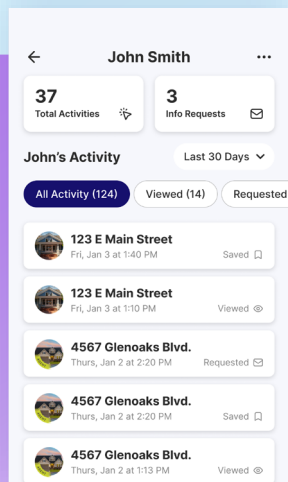 John Smith
37
Total Activities
3
Info Requests
John's Activity
Last 30 Days
All Activity (124)
Viewed (14)
Requested
123 E Main Street
Fri, Jan 3 at 1:40 PM
Saved
123 E Main Street
Fri, Jan 3 at 1:10 PM
Viewed
4567 Glenoaks Blvd.
Thurs, Jan 2 at 2:20 PM
Requested
4567 Glenoaks Blvd.
Thurs, Jan 2 at 2:20 PM
Saved
4567 Glenoaks Blvd.
Thurs, Jan 2 at 1:13 PM
Viewed